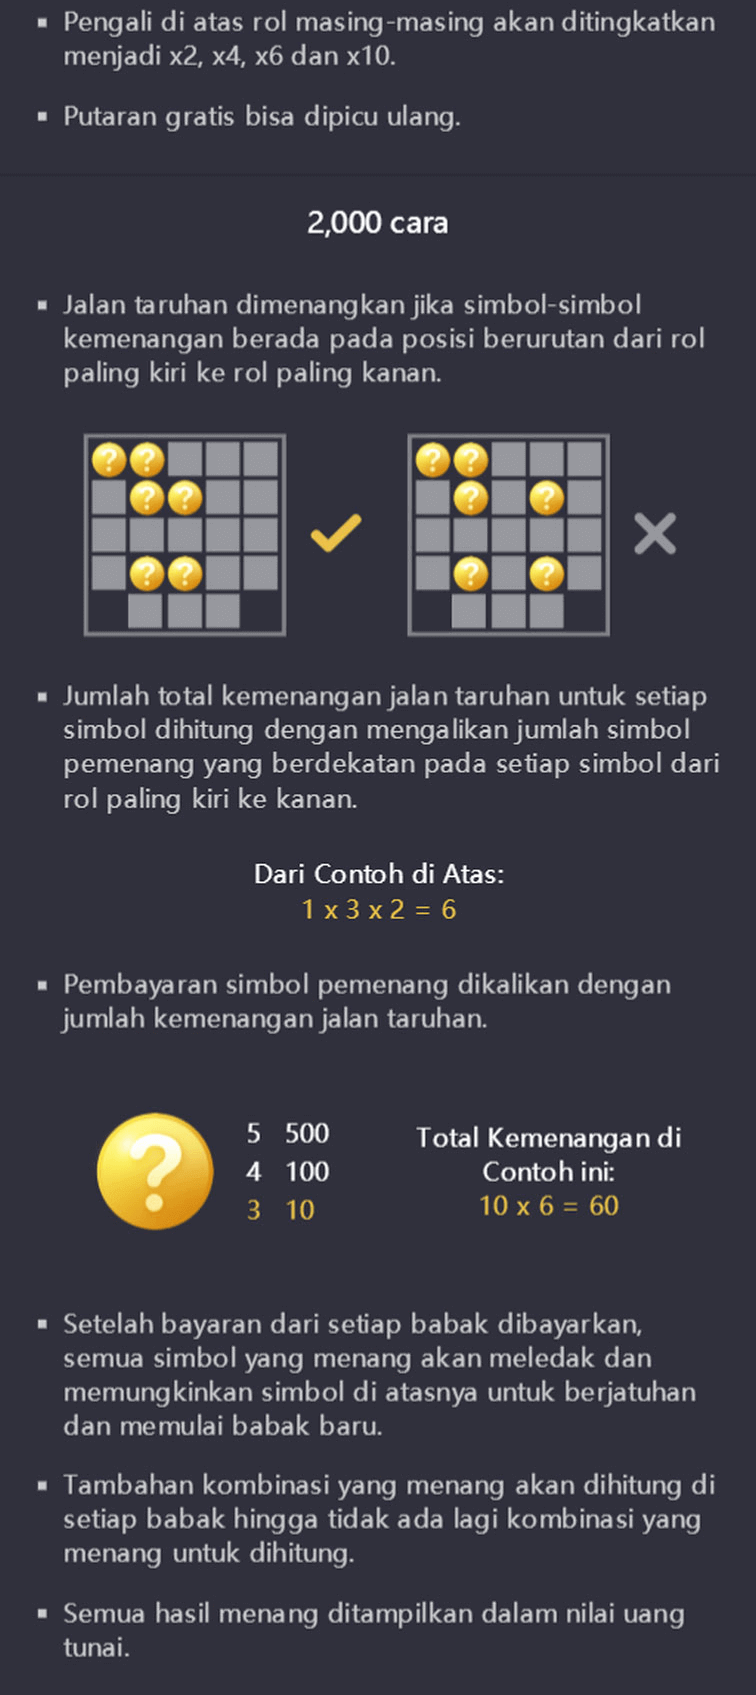 Pengali di atas rol masing-masing akan ditingkatkan
menjadi x2, x4, x6 dan x10.
Putaran gratis bisa dipicu ulang.
2,000 cara
Jalan taruhan dimenangkan jika simbol-simbol
kemenangan berada pada posisi berurutan dari rol
paling kiri ke rol paling kanan.
Jumlah total kemenangan jalan taruhan untuk setiap
simbol dihitung dengan mengalikan jumlah simbol
pemenang yang berdekatan pada setiap simbol dari
rol paling kiri ke kanan.
Dari Contoh di Atas:
1 x 3 x 2 = 6
Pembayaran simbol pemenang dikalikan dengan
jumlah kemenangan jalan taruhan.
5 500
4 100
3 10
Total Kemenangan di
Contoh ini:
10 x 6 = 60
Setelah bayaran dari setiap babak dibayarkan,
semua simbol yang menang akan meledak dan
memungkinkan simbol di atasnya untuk berjatuhan
dan memulai babak baru.
Tambahan kombinasi yang menang akan dihitung di
setiap babak hingga tidak ada lagi kombinasi yang
menang untuk dihitung.
Semua hasil menang ditampilkan dalam nilai uang
tunai.